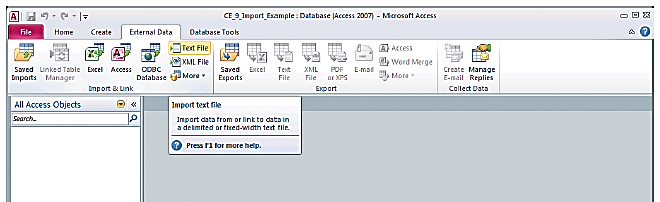 CE_9_Import_Example : Database (Access 2007) - Microsoft Access
File Home Create External Data Database Tools
Saved Imports
Linked Table Manager
Excel
Access
ODBC Database
Text File
XML File
More
Import & Link
Saved Exports
Excel
Text File
XML File
PDF or XPS
E-mail
Access
Word Merge
More
Export
Create E-mail
Manage Replies
Collect Data
All Access Objects
Search...
Import text file
Import data from or link to data in
a delimited or fixed-width text file.
Press F1 for more help.